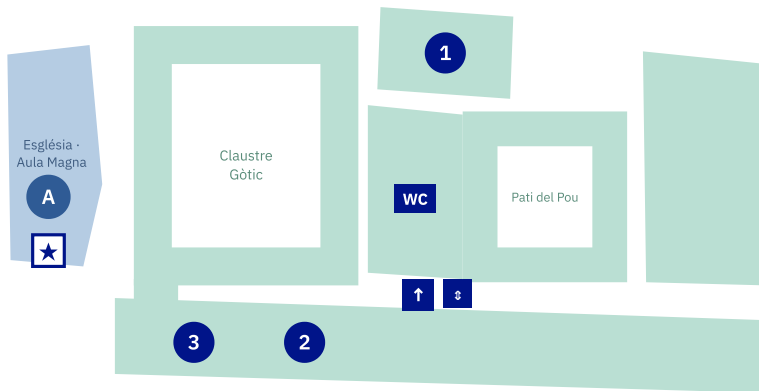 1
Església ·
Aula Magna
A
Claustre
Gòtic
WC
Pati del Pou
3
2